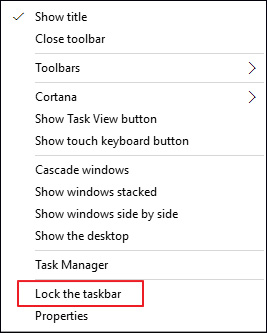 Show title
Close toolbar
Toolbars
Cortana
Show Task View button
Show touch keyboard button
Cascade windows
Show windows stacked
Show windows side by side
Show the desktop
Task Manager
Lock the taskbar
Properties